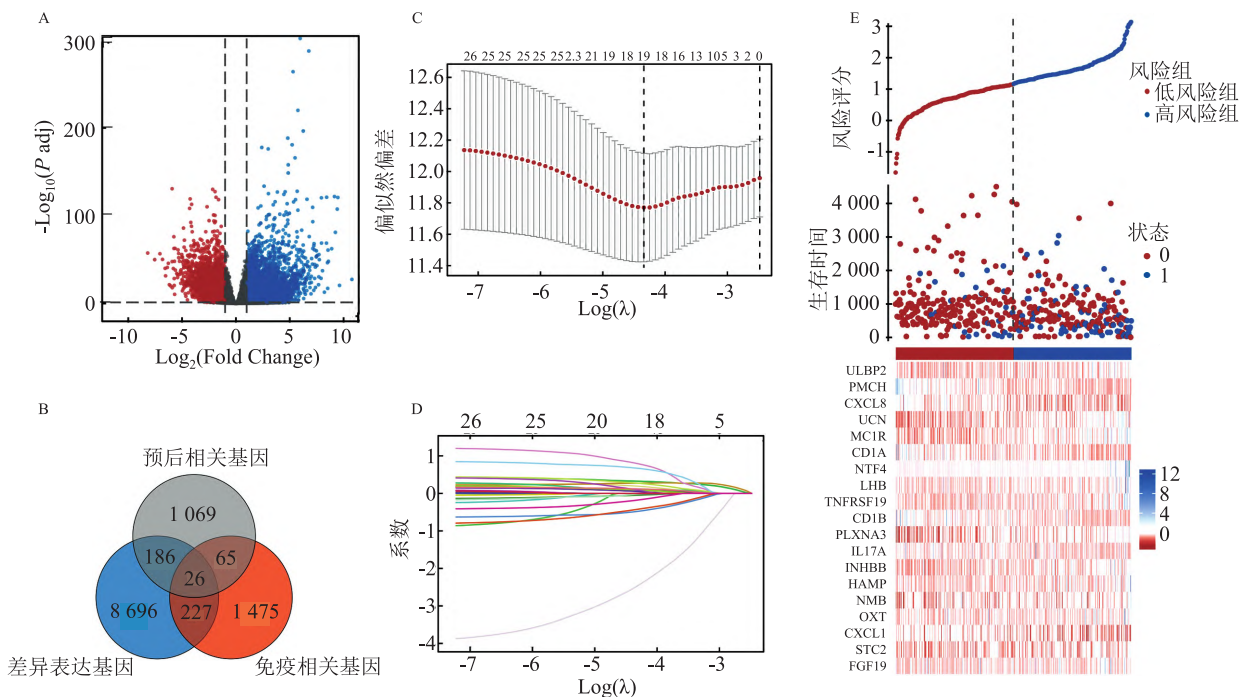 A
300
200
100
0
-Log10(P adj)
-10 -5 0 5 10
Log2(Fold Change)
B
预后相关基因
1 069
186 65
26
8 696 227 1 475
差异表达基因 免疫相关基因
C
26 25 25 25 25 25 2.3 21 19 18 19 18 16 13 105 3 2 0
12.6
12.4
12.2
12.0
11.8
11.6
11.4
偏似然偏差
-7 -6 -5 -4 -3
Log(λ)
D
26 25 20 18 5
1
0
-1
-2
-3
-4
系数
-7 -6 -5 -4 -3
Log(λ)
E
3
2
1
0
-1
风险评分
风险组
低风险组
高风险组
4 000
3 000
2 000
1 000
0
生存时间
状态
0
1
ULBP2
PMCH
CXCL8
UCN
MC1R
CD1A
NTF4
LHB
TNFRSF19
CD1B
PLXNA3
IL17A
INHBB
HAMP
NMB
OXT
CXCL1
STC2
FGF19
12
8
4
0